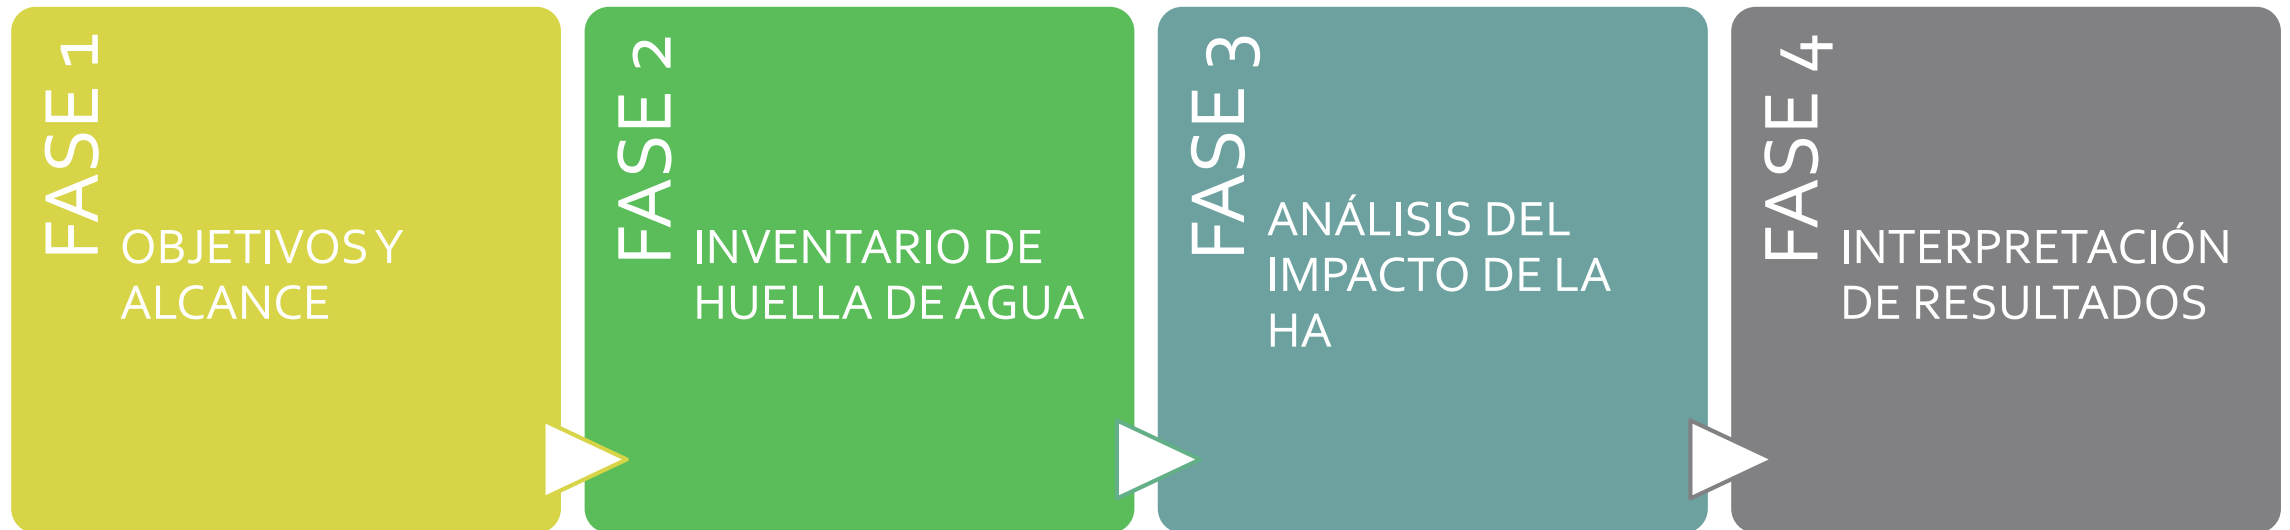 FASE 1
OBJETIVOS Y
ALCANCE
FASE 2
INVENTARIO DE
HUELLA DE AGUA
FASE 3
ANÁLISIS DEL
IMPACTO DE LA
HA
FASE 4
INTERPRETACIÓN
DE RESULTADOS